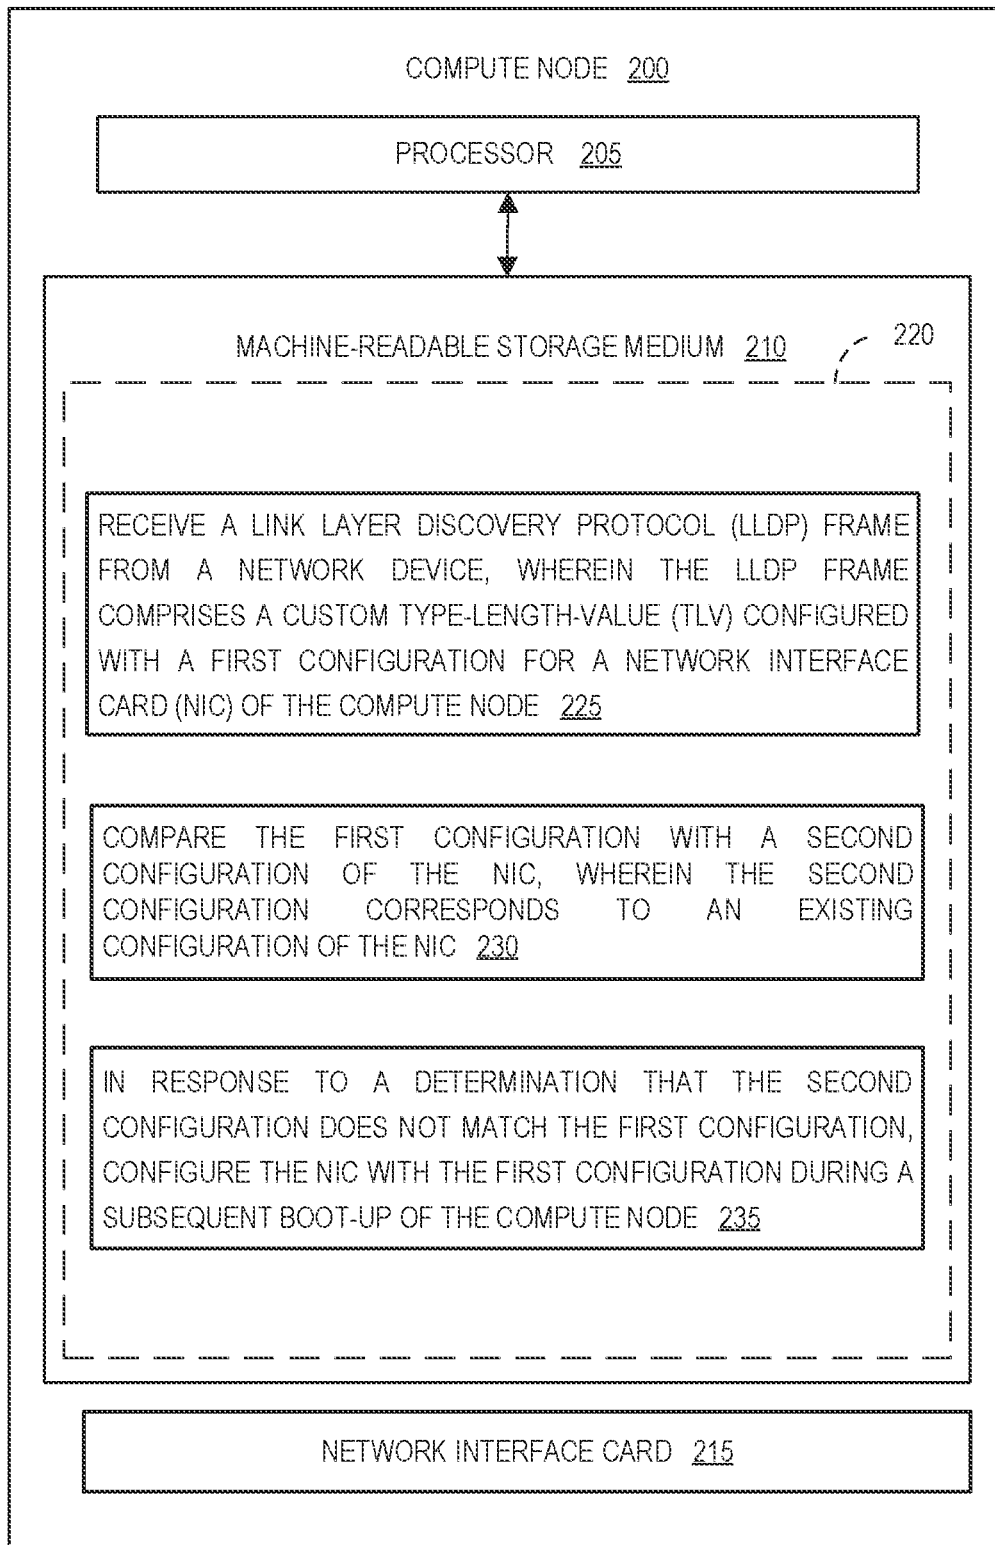 COMPUTE NODE 200
PROCESSOR 205
MACHINE-READABLE STORAGE MEDIUM 210
220
RECEIVE A LINK LAYER DISCOVERY PROTOCOL (LLDP) FRAME
FROM A NETWORK DEVICE, WHEREIN THE LLDP FRAME
COMPRISES A CUSTOM TYPE-LENGTH-VALUE (TLV) CONFIGURED
WITH A FIRST CONFIGURATION FOR A NETWORK INTERFACE
CARD (NIC) OF THE COMPUTE NODE 225
COMPARE THE FIRST CONFIGURATION WITH A SECOND
CONFIGURATION OF THE NIC, WHEREIN THE SECOND
CONFIGURATION CORRESPONDS TO AN EXISTING
CONFIGURATION OF THE NIC 230
IN RESPONSE TO A DETERMINATION THAT THE SECOND
CONFIGURATION DOES NOT MATCH THE FIRST CONFIGURATION,
CONFIGURE THE NIC WITH THE FIRST CONFIGURATION DURING A
SUBSEQUENT BOOT-UP OF THE COMPUTE NODE 235
NETWORK INTERFACE CARD 215